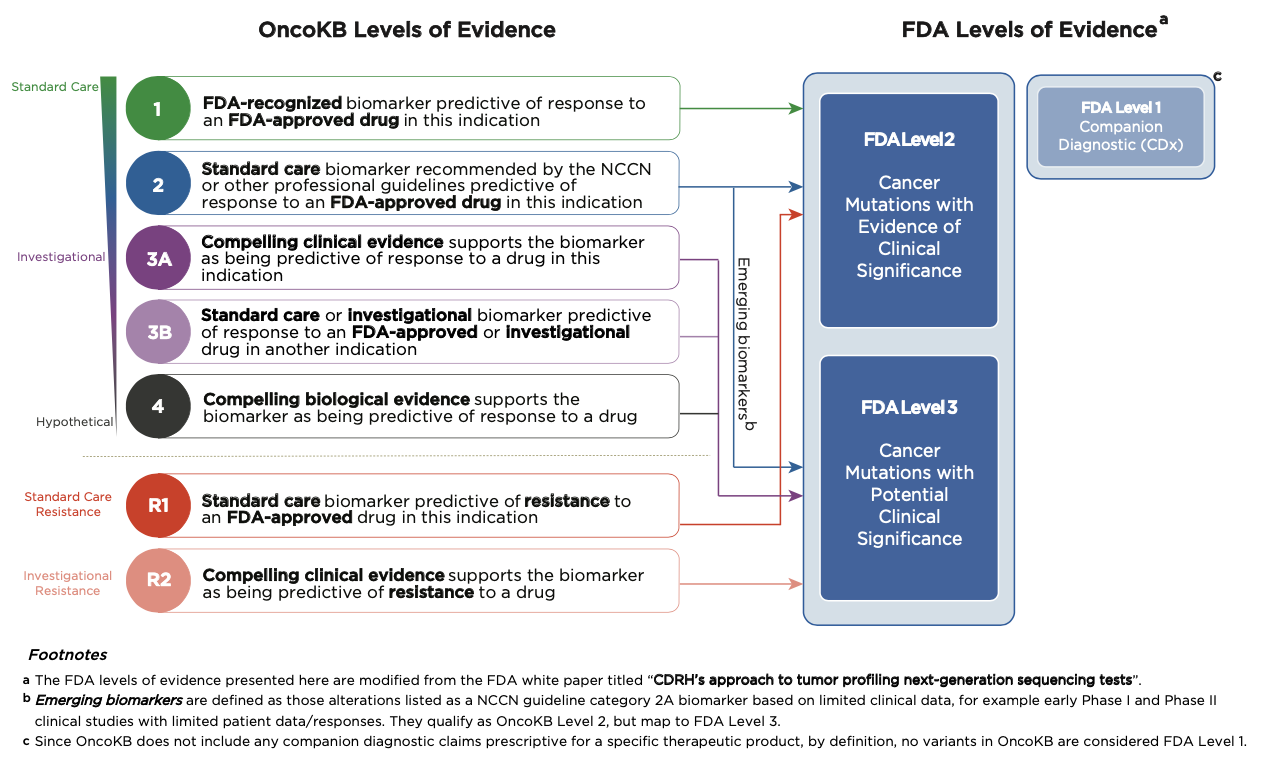 OncoKB Levels of Evidence
FDA Levels of Evidence a
Standard Care
1
FDA-recognized biomarker predictive of response to
an FDA-approved drug in this indication
2
Standard care biomarker recommended by the NCCN
or other professional guidelines predictive of
response to an FDA-approved drug in this indication
Investigational
3A
Compelling clinical evidence supports the biomarker
as being predictive of response to a drug in this
indication
3B
Standard care or investigational biomarker predictive
of response to an FDA-approved or investigational
drug in another indication
Hypothetical
4
Compelling biological evidence supports the
biomarker as being predictive of response to a drug
Standard Care
Resistance
R1
Standard care biomarker predictive of resistance to
an FDA-approved drug in this indication
Investigational
Resistance
R2
Compelling clinical evidence supports the biomarker
as being predictive of resistance to a drug
Emerging biomarkers b
FDA Level 2
Cancer
Mutations with
Evidence of
Clinical
Significance
FDA Level 3
Cancer
Mutations with
Potential
Clinical
Significance
c
FDA Level 1
Companion
Diagnostic (CDx)
Footnotes
a The FDA levels of evidence presented here are modified from the FDA white paper titled “CDRH’s approach to tumor profiling next-generation sequencing tests”.
b Emerging biomarkers are defined as those alterations listed as a NCCN guideline category 2A biomarker based on limited clinical data, for example early Phase I and Phase II
clinical studies with limited patient data/responses. They qualify as OncoKB Level 2, but map to FDA Level 3.
c Since OncoKB does not include any companion diagnostic claims prescriptive for a specific therapeutic product, by definition, no variants in OncoKB are considered FDA Level 1.